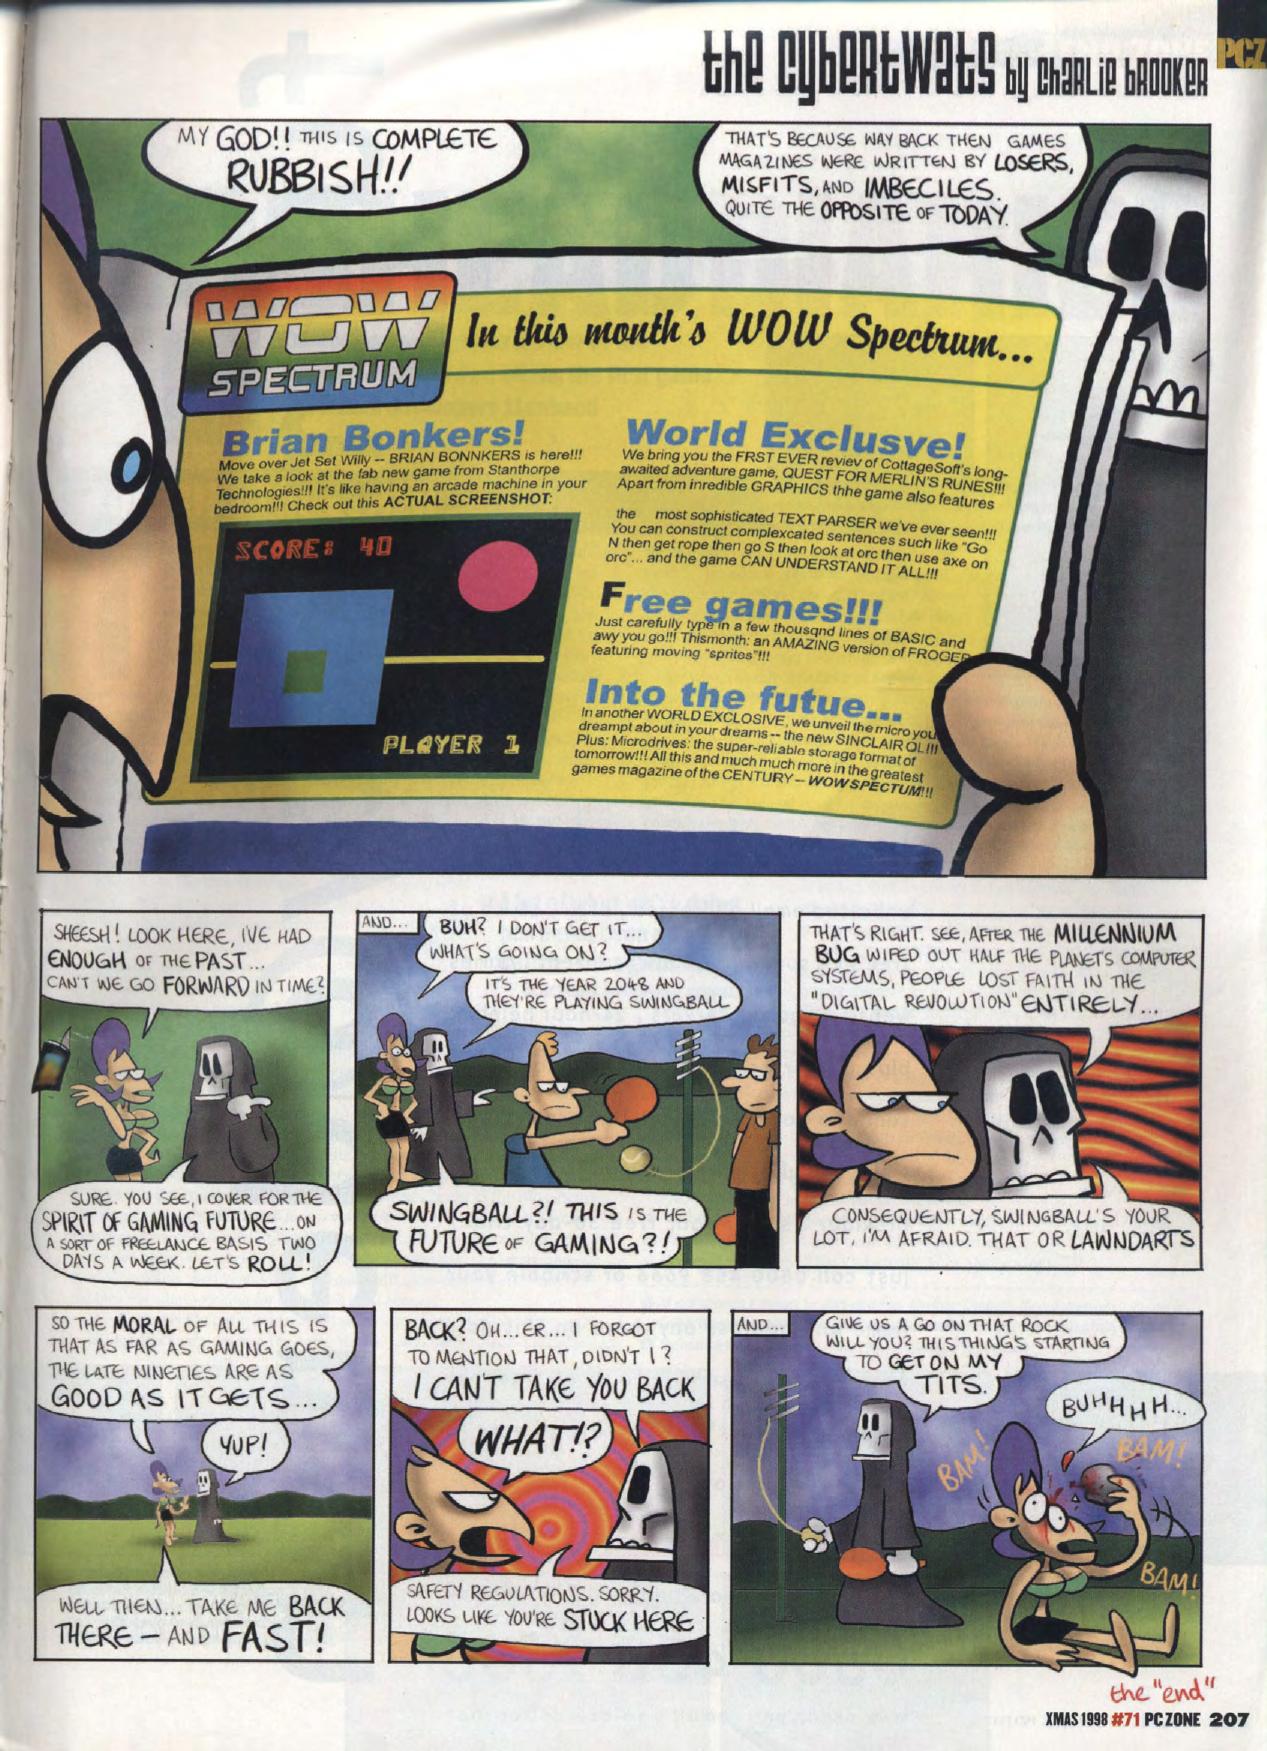 the CYbERtWatS by CHaRLiE bROOKER
PCZ
MY GOD!! THIS IS COMPLETE
RUBBISH!!
THAT'S BECAUSE WAY BACK THEN GAMES
MAGAZINES WERE WRITTEN BY LOSERS,
MISFITS, AND IMBECILES.
QUITE THE OPPOSITE OF TODAY.
WOW
SPECTRUM
In this month's WOW Spectrum...
Brian Bonkers!
Move over Jet Set Willy -- BRIAN BONNKERS is here!!!
We take a look at the fab new game from Stanthorpe
Technologies!!! It's like having an arcade machine in your
bedroom!!! Check out this ACTUAL SCREENSHOT:
SCORE: 40
PLAYER 1
World Exclusve!
We bring you the FRST EVER reviev of CottageSoft's long-
awaited adventure game, QUEST FOR MERLIN'S RUNES!!!
Apart from inredible GRAPHICS thhe game also features
the most sophisticated TEXT PARSER we've ever seen!!!
You can construct complexcated sentences such like "Go
N then get rope then go S then look at orc then use axe on
orc"... and the game CAN UNDERSTAND IT ALL!!!
Free games!!!
Just carefully type in a few thousqnd lines of BASIC and
awy you go!!! Thismonth: an AMAZING version of FROGER
featuring moving "sprites"!!!
Into the futue...
In another WORLD EXCLOSIVE, we unveil the micro you
dreampt about in your dreams -- the new SINCLAIR QL!!!
Plus: Microdrives: the super-reliable storage format of
tomorrow!!! All this and much much more in the greatest
games magazine of the CENTURY -- WOWSPECTUM!!!
SHEESH! LOOK HERE, I'VE HAD
ENOUGH OF THE PAST...
CAN'T WE GO FORWARD IN TIME?
SURE. YOU SEE, I COVER FOR THE
SPIRIT OF GAMING FUTURE... ON
A SORT OF FREELANCE BASIS TWO
DAYS A WEEK. LET'S ROLL!
AND...
BUH? I DON'T GET IT...
WHAT'S GOING ON?
IT'S THE YEAR 2048 AND
THEY'RE PLAYING SWINGBALL
SWINGBALL?! THIS IS THE
FUTURE OF GAMING?!
THAT'S RIGHT. SEE, AFTER THE MILLENNIUM
BUG WIPED OUT HALF THE PLANET'S COMPUTER
SYSTEMS, PEOPLE LOST FAITH IN THE
"DIGITAL REVOLUTION" ENTIRELY...
CONSEQUENTLY, SWINGBALL'S YOUR
LOT, I'M AFRAID. THAT OR LAWNDARTS
SO THE MORAL OF ALL THIS IS
THAT AS FAR AS GAMING GOES,
THE LATE NINETIES ARE AS
GOOD AS IT GETS...
YUP!
WELL THEN... TAKE ME BACK
THERE - AND FAST!
BACK? OH... ER... I FORGOT
TO MENTION THAT, DIDN'T I?
I CAN'T TAKE YOU BACK
WHAT!?
SAFETY REGULATIONS. SORRY.
LOOKS LIKE YOU'RE STUCK HERE
AND...
GIVE US A GO ON THAT ROCK
WILL YOU? THIS THING'S STARTING
TO GET ON MY
TITS.
BUHHHH...
BAM!
BAM!
BAM!
the "end"
XMAS 1998 #71 PC ZONE 207